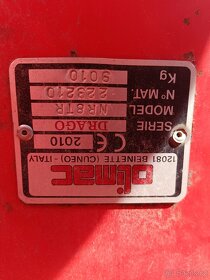 olimac
12081 BEINETTE (CUNEO) - ITALY
CE 2010
SERIE DRAGO
MODEL NR8TR
N° MAT.
Kg